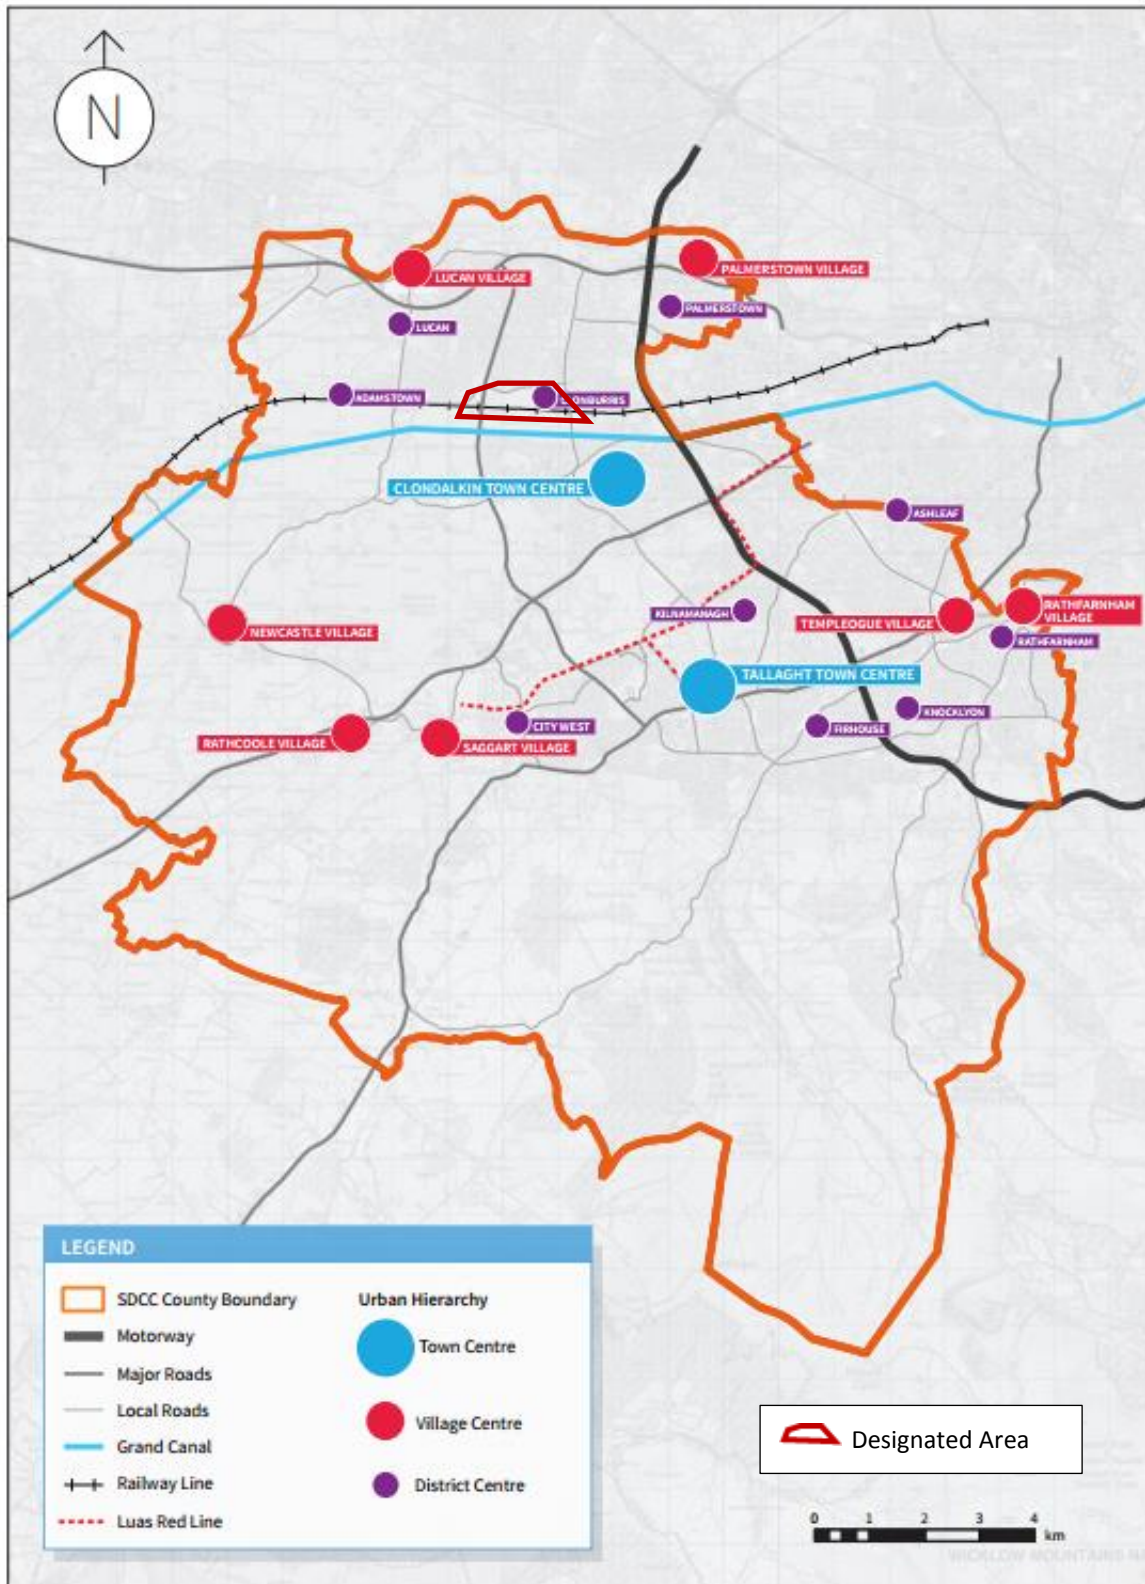 N
LUCAN VILLAGE
PALMERSTOWN VILLAGE
PALMERSTOWN
LUCAN
ADAMSTOWN
CLONDALKIN TOWN CENTRE
ASHLEAF
KILNAMANAGH
RATHFARNHAM
VILLAGE
TEMPLEOGUE VILLAGE
NEWCASTLE VILLAGE
RATHFARNHAM
TALLAGHT TOWN CENTRE
KNOCKLYON
CITY WEST
FIRHOUSE
RATHCOOLE VILLAGE
SAGGART VILLAGE
LEGEND
SDCC County Boundary
Motorway
Major Roads
Local Roads
Grand Canal
Railway Line
Luas Red Line
Urban Hierarchy
Town Centre
Village Centre
District Centre
Designated Area
0 1 2 3 4
km
WICKLOW MOUNTAINS